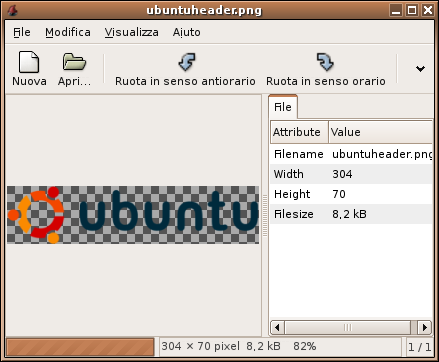 ubuntuheader.png
File Modifica Visualizza Aiuto
Nuova Apri... Ruota in senso antiorario Ruota in senso orario
File
Attribute Value
Filename ubuntuheader.png
Width 304
Height 70
Filesize 8,2 kB
ubuntu
304 × 70 pixel 8,2 kB 82% 1 / 1